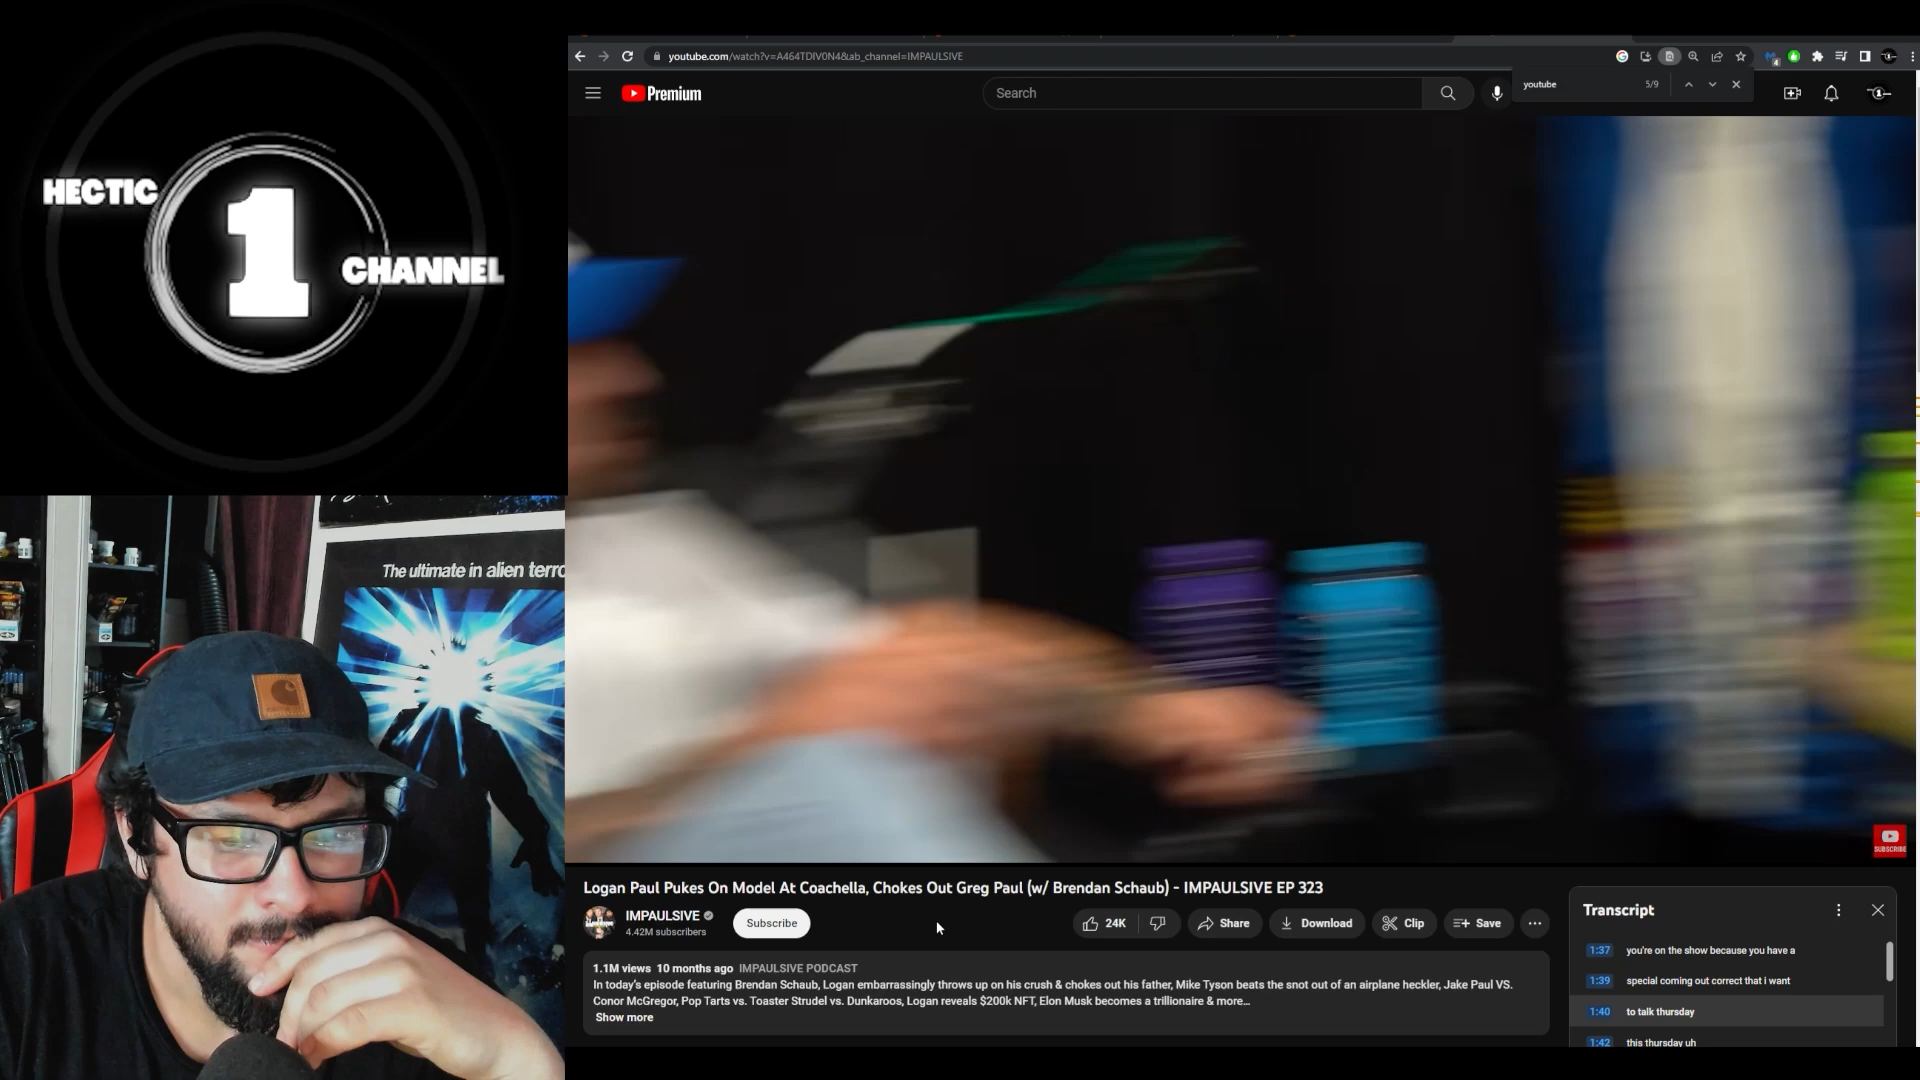 HECTIC
1
CHANNEL
The ultimate in alien terro
youtube.com/watch?v=A464TDIV0N4&ab_channel=IMPAULSIVE
Premium
Search
youtube
5/9
SUBSCRIBE
Logan Paul Pukes On Model At Coachella, Chokes Out Greg Paul (w/ Brendan Schaub) - IMPAULSIVE EP 323
IMPAULSIVE
4.42M subscribers
Subscribe
24K
Share
Download
Clip
Save
1.1M views 10 months ago IMPAULSIVE PODCAST
In today's episode featuring Brendan Schaub, Logan embarrassingly throws up on his crush & chokes out his father, Mike Tyson beats the snot out of an airplane heckler, Jake Paul VS.
Conor McGregor, Pop Tarts vs. Toaster Strudel vs. Dunkaroos, Logan reveals $200k NFT, Elon Musk becomes a trillionaire & more...
Show more
Transcript
1:37 you're on the show because you have a
1:39 special coming out correct that i want
1:40 to talk thursday
1:42 this thursday uh